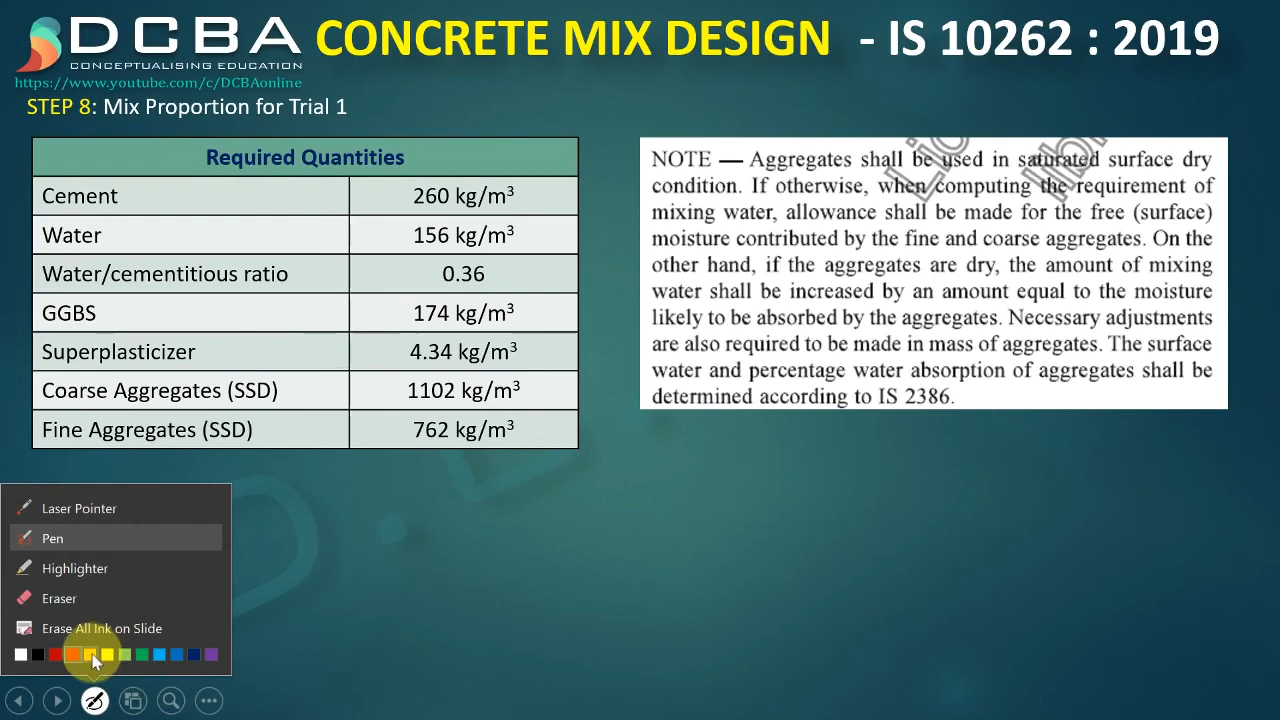 DCBA
CONCEPTUALISING EDUCATION
https://www.youtube.com/c/DCBAonline
CONCRETE MIX DESIGN - IS 10262 : 2019
STEP 8: Mix Proportion for Trial 1
Required Quantities
Cement 260 kg/m³
Water 156 kg/m³
Water/cementitious ratio 0.36
GGBS 174 kg/m³
Superplasticizer 4.34 kg/m³
Coarse Aggregates (SSD) 1102 kg/m³
Fine Aggregates (SSD) 762 kg/m³
NOTE — Aggregates shall be used in saturated surface dry
condition. If otherwise, when computing the requirement of
mixing water, allowance shall be made for the free (surface)
moisture contributed by the fine and coarse aggregates. On the
other hand, if the aggregates are dry, the amount of mixing
water shall be increased by an amount equal to the moisture
likely to be absorbed by the aggregates. Necessary adjustments
are also required to be made in mass of aggregates. The surface
water and percentage water absorption of aggregates shall be
determined according to IS 2386.
Laser Pointer
Pen
Highlighter
Eraser
Erase All Ink on Slide